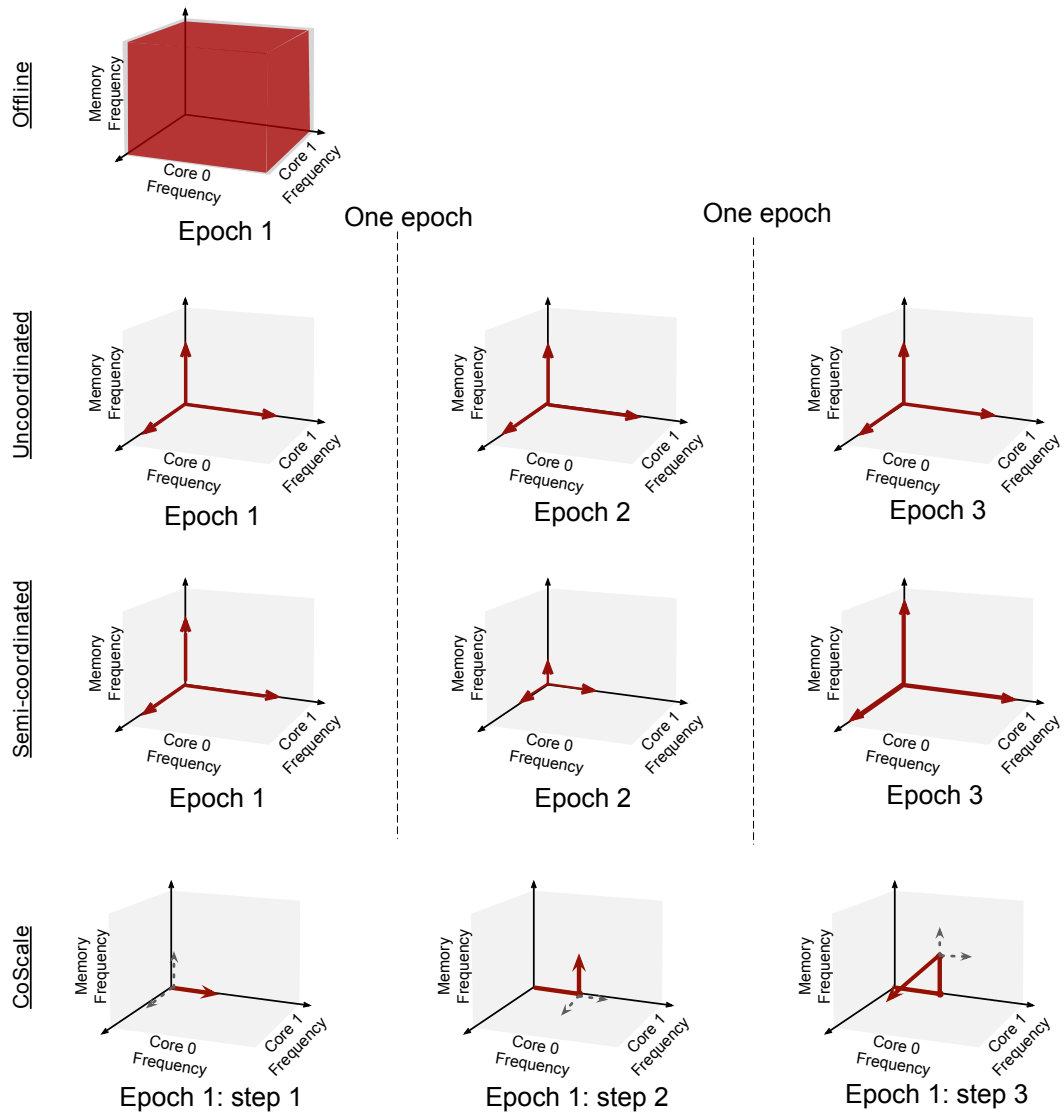 Offline
Memory
Frequency
Core 0
Frequency
Core 1
Frequency
Epoch 1
One epoch
One epoch
Uncoordinated
Memory
Frequency
Core 0
Frequency
Core 1
Frequency
Epoch 1
Memory
Frequency
Core 0
Frequency
Core 1
Frequency
Epoch 2
Memory
Frequency
Core 0
Frequency
Core 1
Frequency
Epoch 3
Semi-coordinated
Memory
Frequency
Core 0
Frequency
Core 1
Frequency
Epoch 1
Memory
Frequency
Core 0
Frequency
Core 1
Frequency
Epoch 2
Memory
Frequency
Core 0
Frequency
Core 1
Frequency
Epoch 3
CoScale
Memory
Frequency
Core 0
Frequency
Core 1
Frequency
Epoch 1: step 1
Memory
Frequency
Core 0
Frequency
Core 1
Frequency
Epoch 1: step 2
Memory
Frequency
Core 0
Frequency
Core 1
Frequency
Epoch 1: step 3